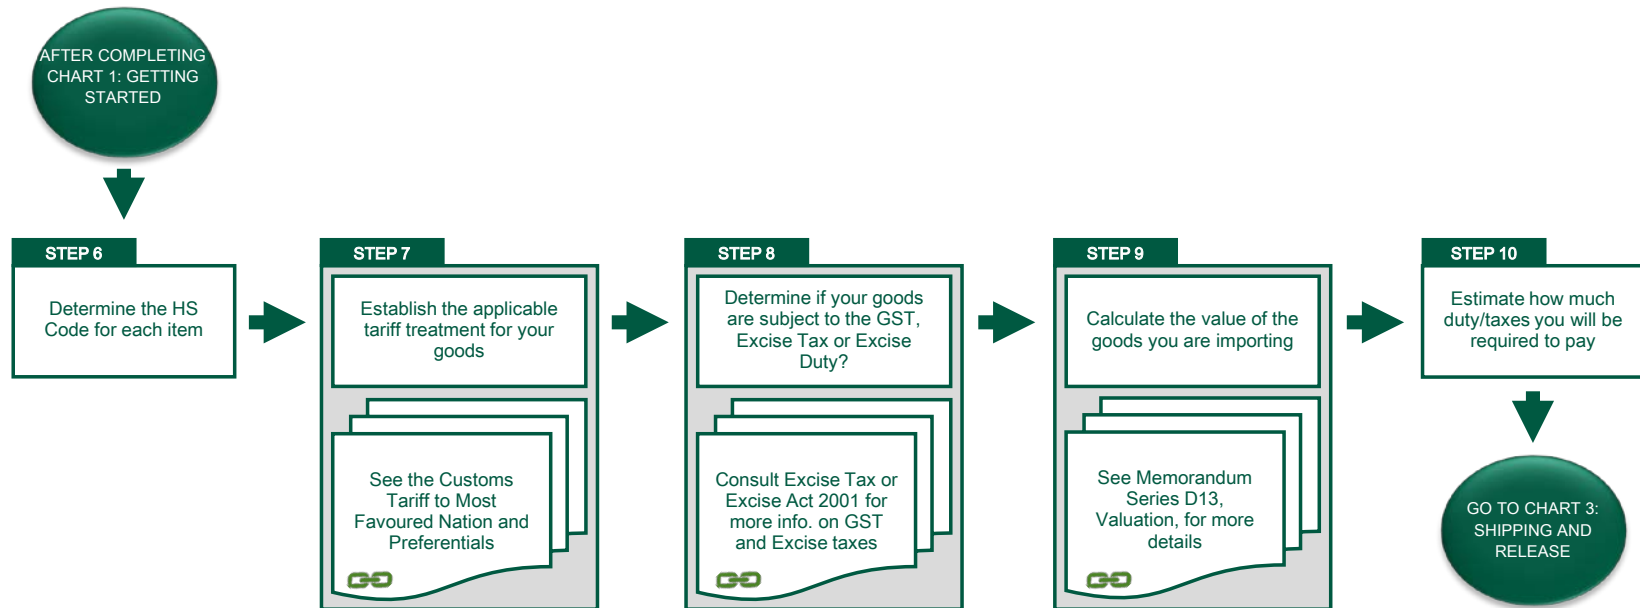 AFTER COMPLETING
CHART 1: GETTING
STARTED
STEP 6
Determine the HS
Code for each item
STEP 7
Establish the applicable
tariff treatment for your
goods
See the Customs
Tariff to Most
Favoured Nation and
Preferentials
STEP 8
Determine if your goods
are subject to the GST,
Excise Tax or Excise
Duty?
Consult Excise Tax or
Excise Act 2001 for
more info. on GST
and Excise taxes
STEP 9
Calculate the value of the
goods you are importing
See Memorandum
Series D13,
Valuation, for more
details
STEP 10
Estimate how much
duty/taxes you will be
required to pay
GO TO CHART 3:
SHIPPING AND
RELEASE